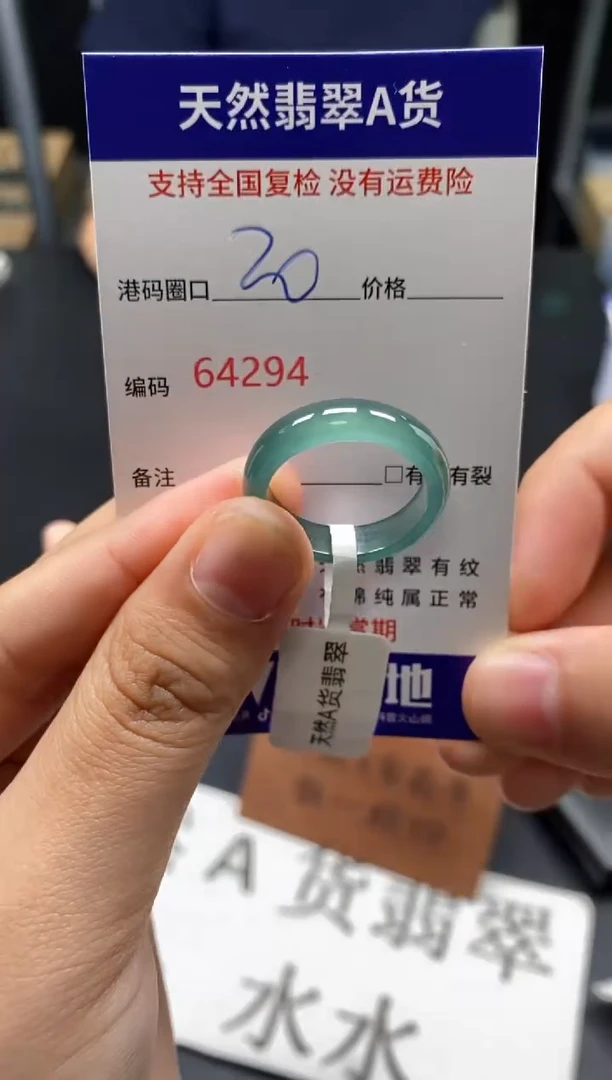 天然翡翠A货
支持全国复检 没有运费险
港码圈口 20 价格
编码 64294
备注 □有 有裂
翡翠有纹
棉纯属正常
期
地
天然A货翡翠
A货翡翠
水水